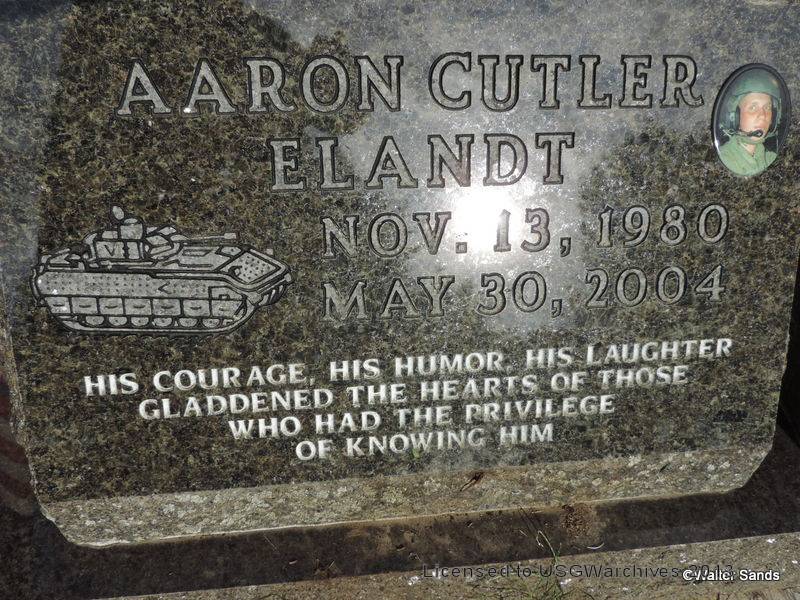 AARON CUTLER
ELANDT
NOV. 13, 1980
MAY 30, 2004
HIS COURAGE, HIS HUMOR, HIS LAUGHTER
GLADDENED THE HEARTS OF THOSE
WHO HAD THE PRIVILEGE
OF KNOWING HIM
Licensed to USGWarchives 2013
©Walter Sands